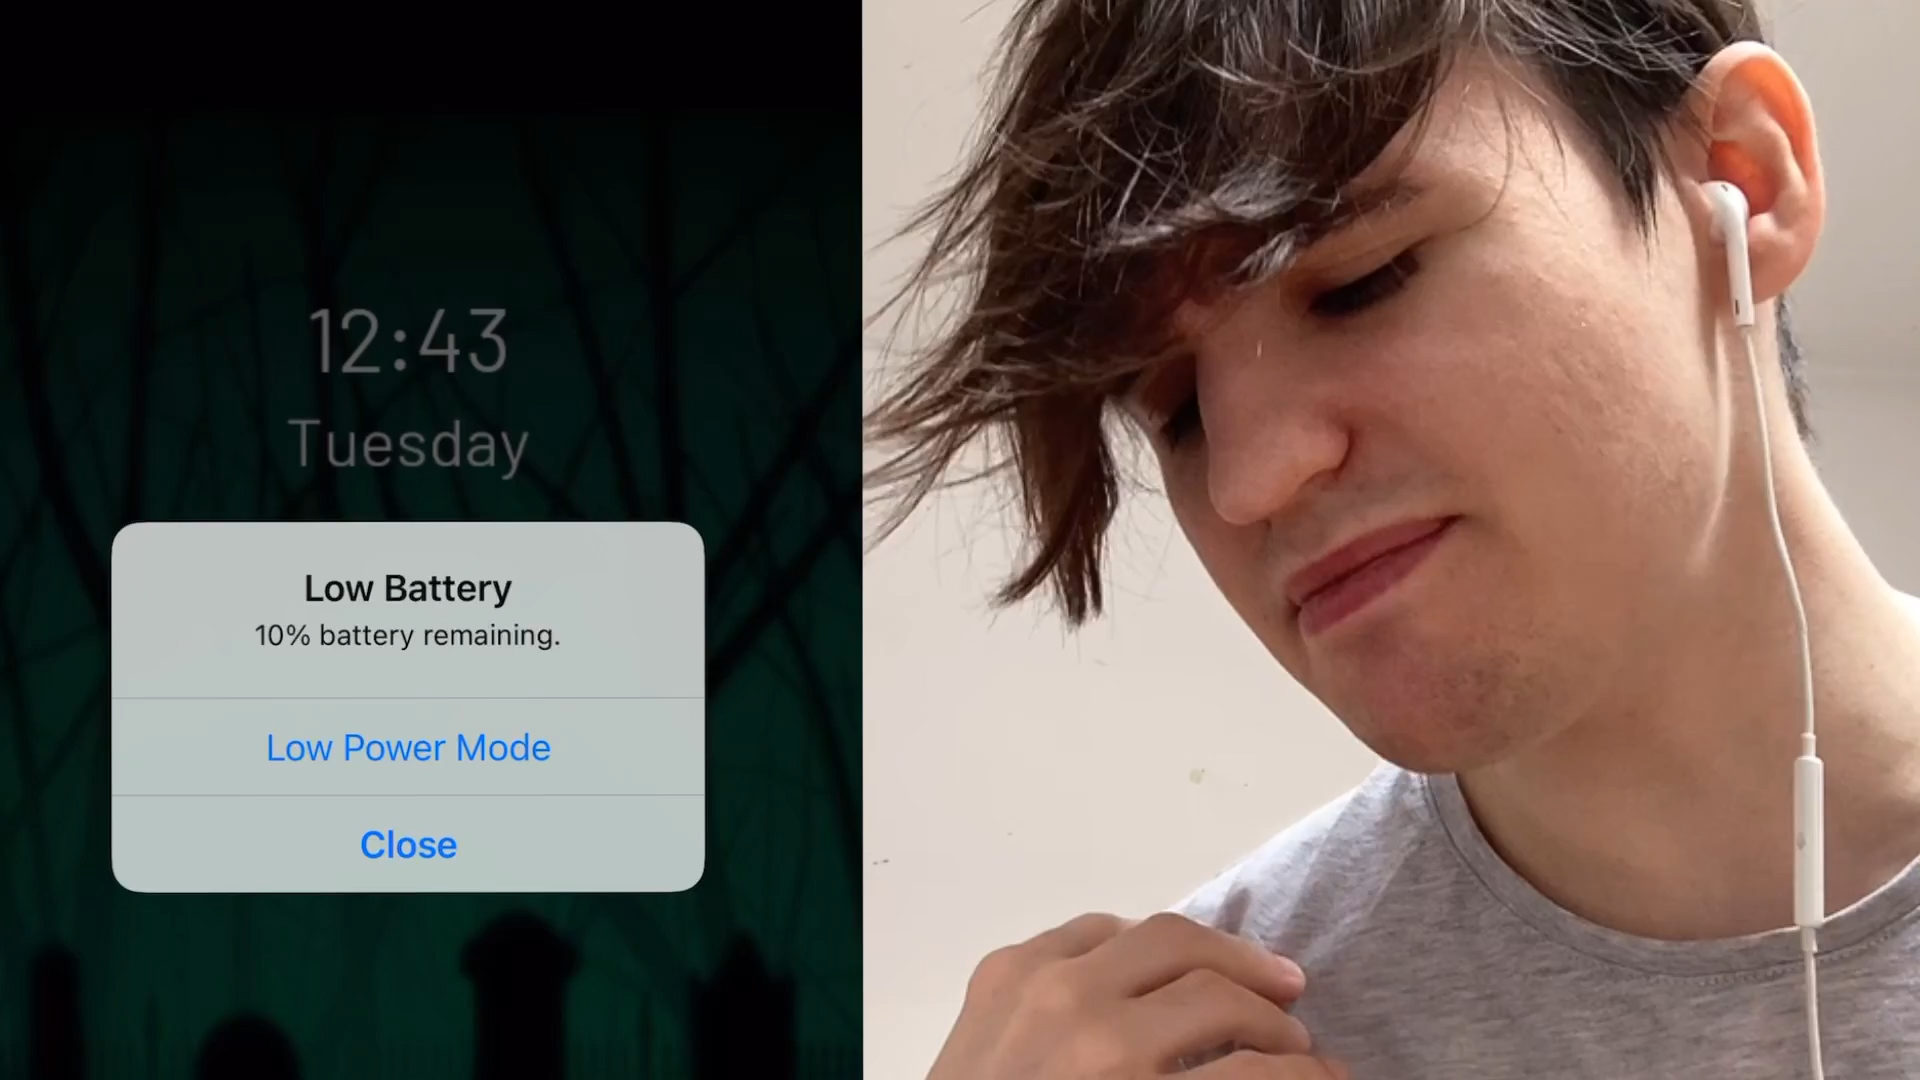 12:43
Tuesday
Low Battery
10% battery remaining.
Low Power Mode
Close